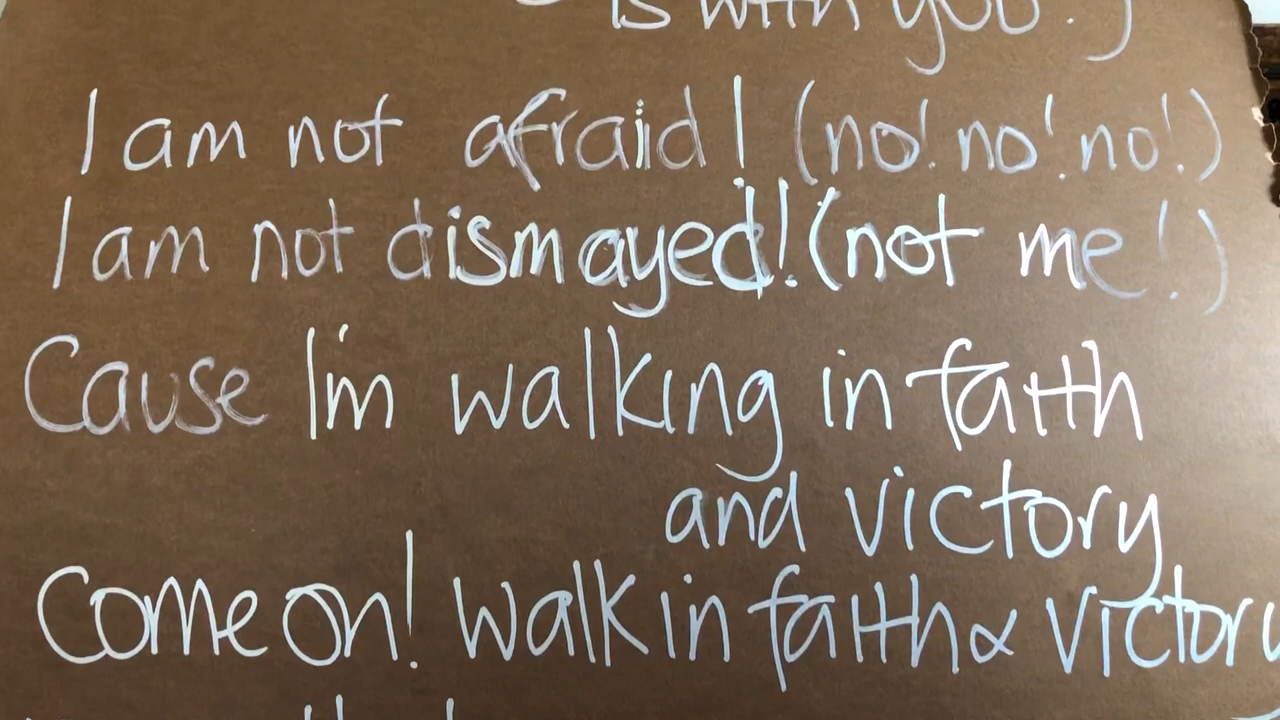 is with you.)
I am not afraid! (no! no! no!)
I am not dismayed! (not me!)
Cause I'm walking in faith
and victory
Come on! Walk in faith & victory